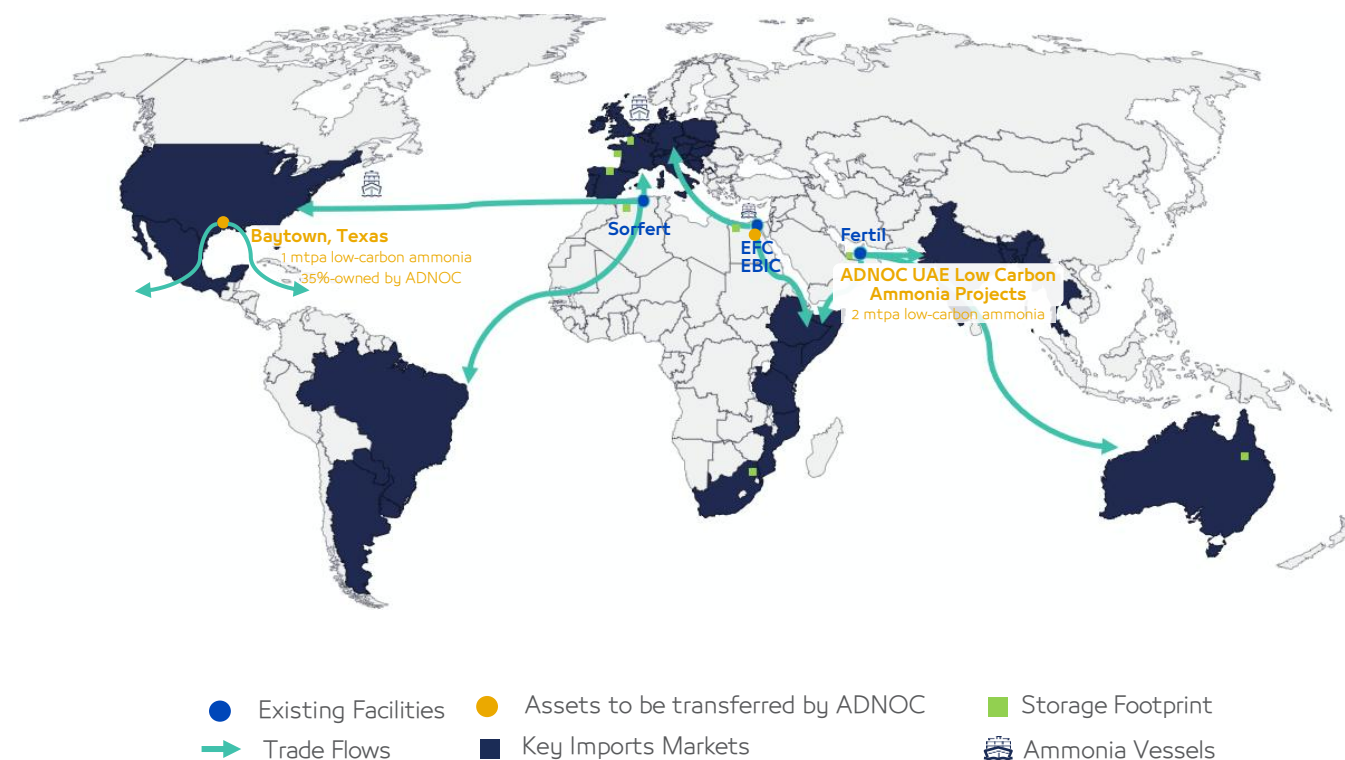 Baytown, Texas
1 mtpa low-carbon ammonia
35%-owned by ADNOC
Sorfert
EFC
EBIC
Fertil
ADNOC UAE Low Carbon
Ammonia Projects
2 mtpa low-carbon ammonia
Existing Facilities
Assets to be transferred by ADNOC
Storage Footprint
Trade Flows
Key Imports Markets
Ammonia Vessels